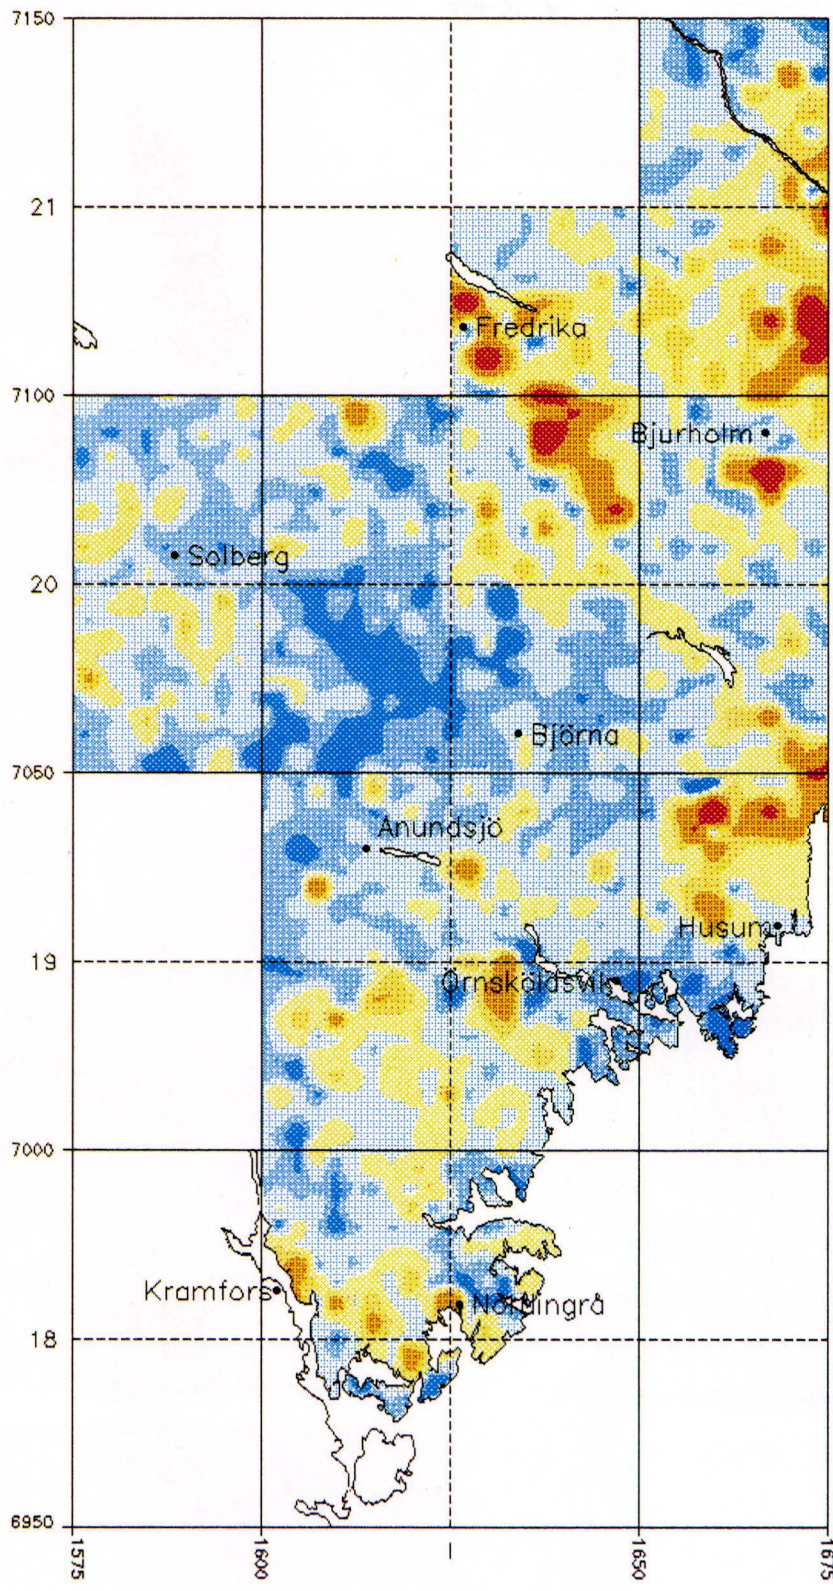 7150
21
Fredrika
7100
Bjurholm
Solberg
20
Björna
7050
Anundsjö
Husum
19
Örnsköldsvik
7000
Kramfors
Nordingrå
18
6950
1575
1600
1650
1675